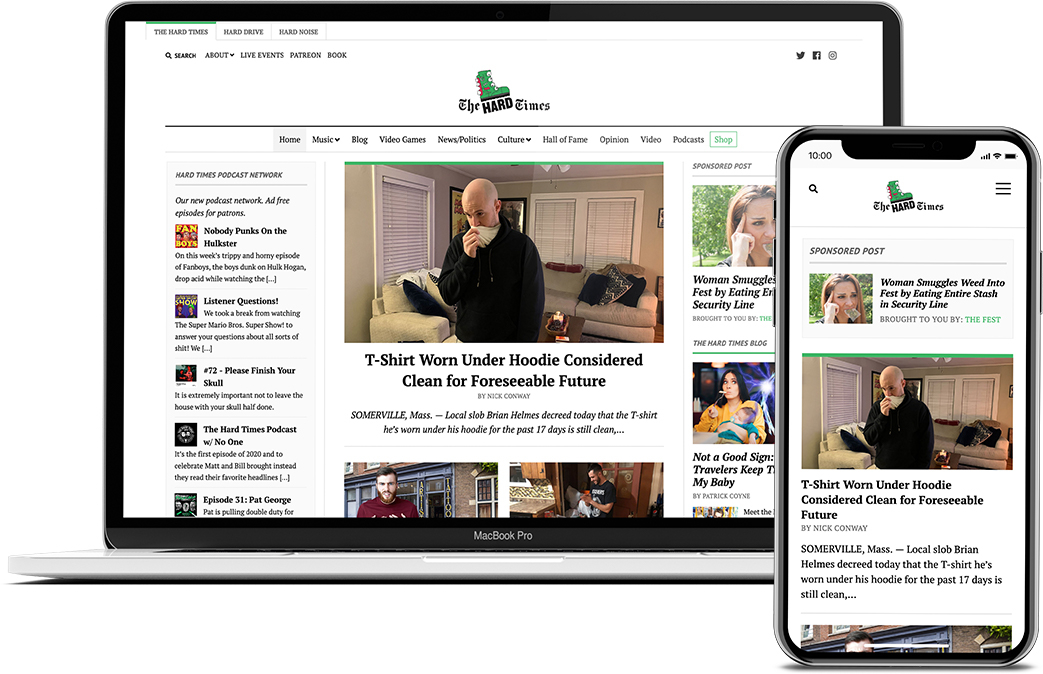 THE HARD TIMES
HARD DRIVE
HARD NOISE
SEARCH
ABOUT
LIVE EVENTS
PATREON
BOOK
The HARD Times
Home
Music
Blog
Video Games
News/Politics
Culture
Hall of Fame
Opinion
Video
Podcasts
Shop
HARD TIMES PODCAST NETWORK
Our new podcast network. Ad free
episodes for patrons.
FAN
BOYS
Nobody Punks On the
Hulkster
On this week's trippy and horny episode
of Fanboys, the boys dunk on Hulk Hogan,
drop acid while watching the [...]
Listener Questions!
We took a break from watching
The Super Mario Bros. Super Show! to
answer your questions about all sorts of
shit! We [...]
#72 - Please Finish Your
Skull
It is extremely important not to leave the
house with your skull half done.
The Hard Times Podcast
w/ No One
It's the first episode of 2020 and to
celebrate Matt and Bill brought instead
they read their favorite headlines [...]
Episode 31: Pat George
Pat is pulling double duty for
T-Shirt Worn Under Hoodie Considered
Clean for Foreseeable Future
BY NICK CONWAY
SOMERVILLE, Mass. — Local slob Brian Helmes decreed today that the T-shirt
he's worn under his hoodie for the past 17 days is still clean,...
SPONSORED POST
Woman Smuggles
Fest by Eating En
Security Line
BROUGHT TO YOU BY: THE
THE HARD TIMES BLOG
Not a Good Sign:
Travelers Keep T
My Baby
BY PATRICK COYNE
Meet the
MacBook Pro
10:00
The HARD Times
SPONSORED POST
Woman Smuggles Weed Into
Fest by Eating Entire Stash
in Security Line
BROUGHT TO YOU BY: THE FEST
T-Shirt Worn Under Hoodie
Considered Clean for Foreseeable
Future
BY NICK CONWAY
SOMERVILLE, Mass. — Local slob Brian
Helmes decreed today that the T-shirt he's
worn under his hoodie for the past 17 days is
still clean,...